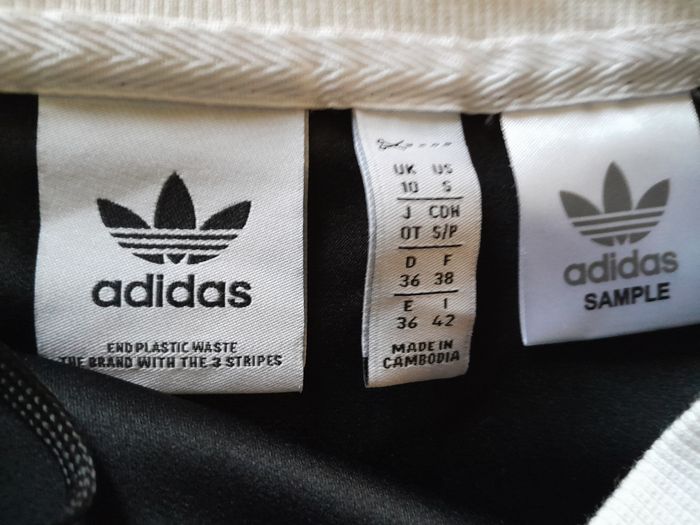 adidas
END PLASTIC WASTE
THE BRAND WITH THE 3 STRIPES
UK US
10 S
J CDN
OT S/P
D F
36 38
E I
36 42
MADE IN
CAMBODIA
adidas
SAMPLE